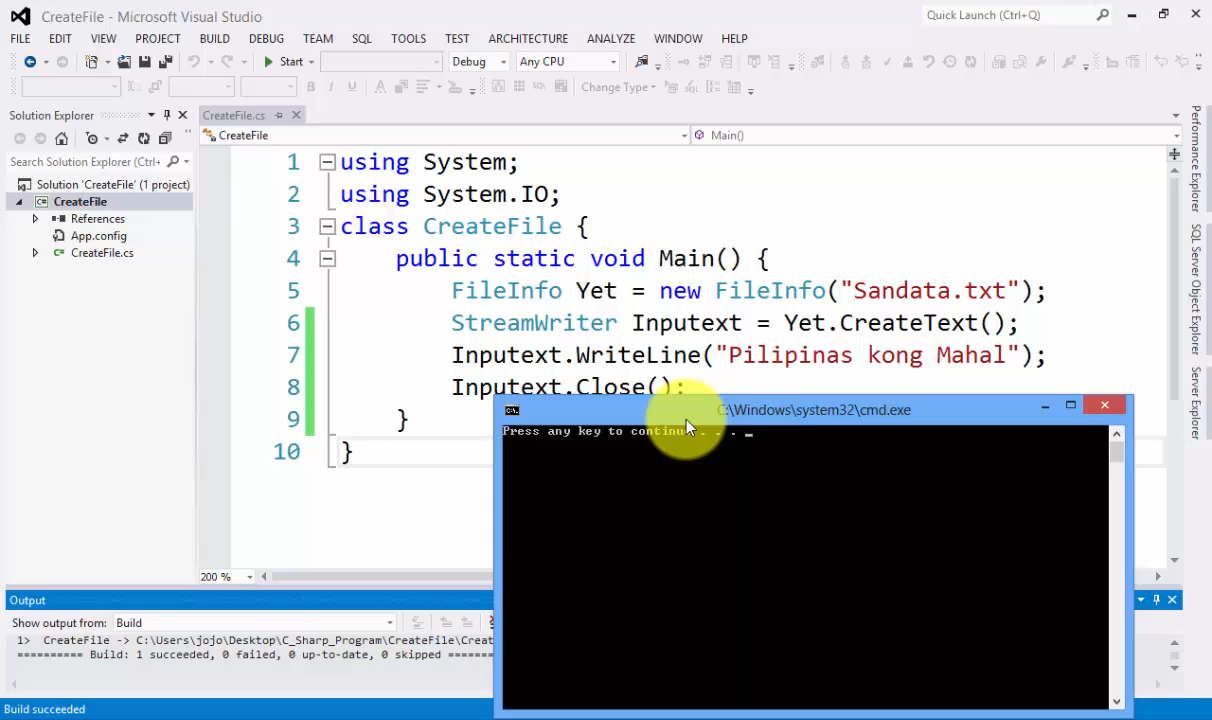 CreateFile - Microsoft Visual Studio
Quick Launch (Ctrl+Q)
FILE EDIT VIEW PROJECT BUILD DEBUG TEAM SQL TOOLS TEST ARCHITECTURE ANALYZE WINDOW HELP
Start Debug Any CPU
A Change Type
Solution Explorer
CreateFile.cs
CreateFile
Main()
Search Solution Explorer (Ctrl+
Solution 'CreateFile' (1 project)
CreateFile
References
App.config
CreateFile.cs
1 using System;
2 using System.IO;
3 class CreateFile {
4 public static void Main() {
5 FileInfo Yet = new FileInfo("Sandata.txt");
6 StreamWriter Inputext = Yet.CreateText();
7 Inputext.WriteLine("Pilipinas kong Mahal");
8 Inputext.Close();
9 }
10 }
200 %
Performance Explorer
SQL Server Object Explorer
Server Explorer
C:\Windows\system32\cmd.exe
Press any key to continue . . .
Output
Show output from: Build
1> CreateFile -> C:\Users\jojo\Desktop\C_Sharp_Program\CreateFile\Creat
========== Build: 1 succeeded, 0 failed, 0 up-to-date, 0 skipped =======
Build succeeded